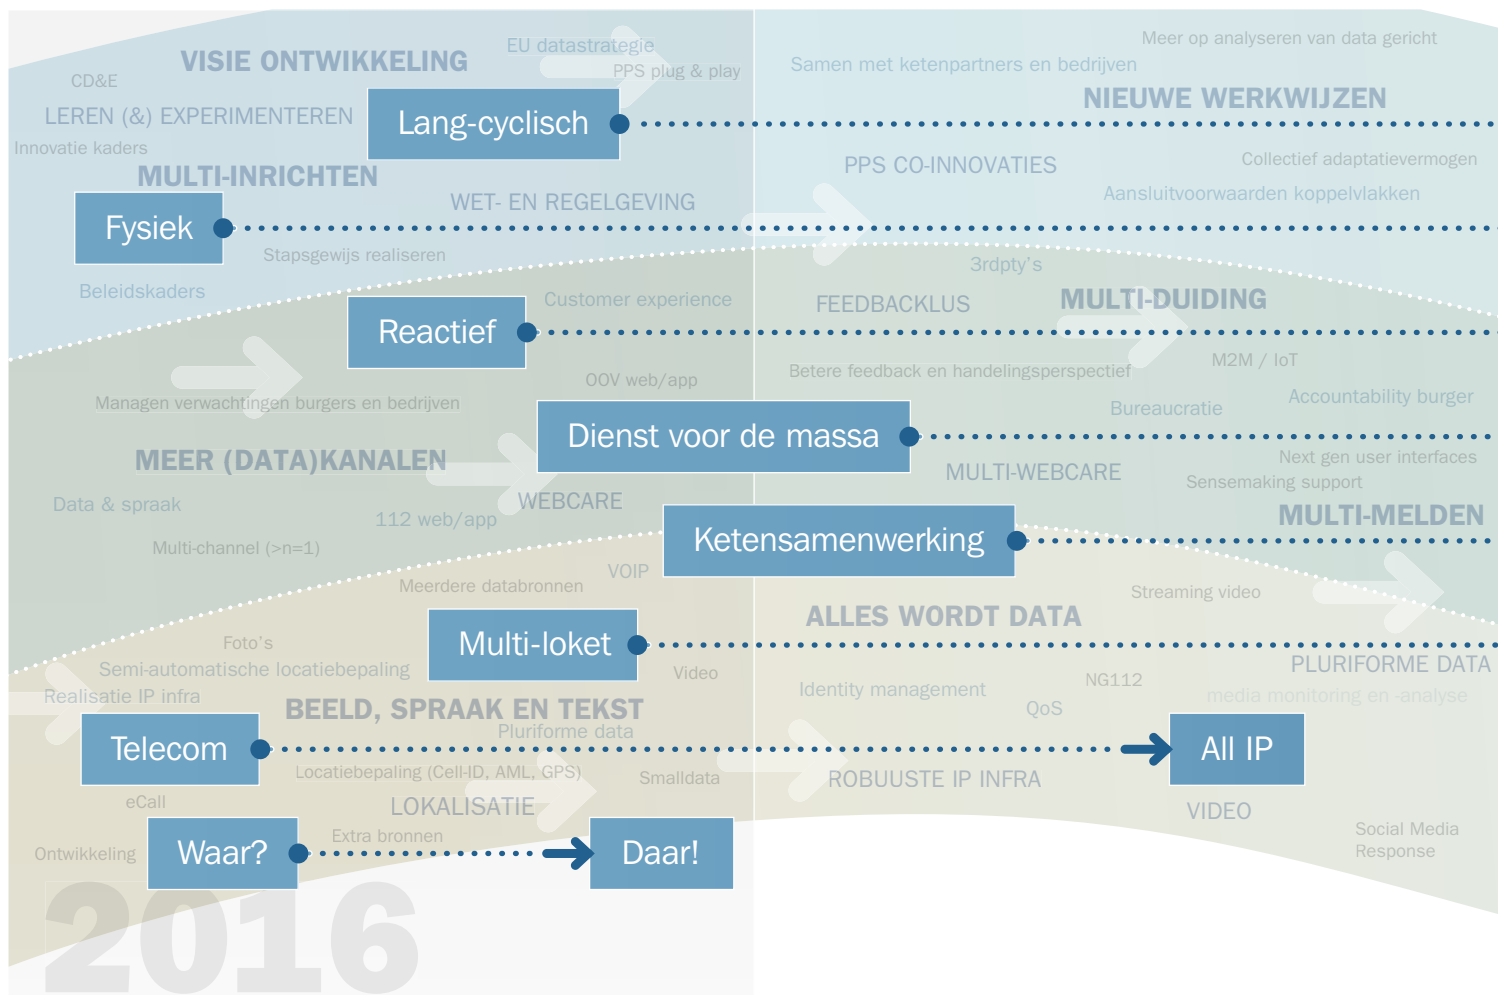 Meer op analyseren van data gericht
EU datastrategie
VISIE ONTWIKKELING
Samen met ketenpartners en bedrijven
PPS plug & play
CD&E
NIEUWE WERKWIJZEN
LEREN (&) EXPERIMENTEREN
Lang-cyclisch
Innovatie kaders
Collectief adaptatievermogen
PPS CO-INNOVATIES
MULTI-INRICHTEN
Aansluitvoorwaarden koppelvlakken
WET- EN REGELGEVING
Fysiek
Stapsgewijs realiseren
3rdpty's
Beleidskaders
Customer experience
MULTI-DUIDING
FEEDBACKLUS
Reactief
M2M / IoT
Betere feedback en handelingsperspectief
OOV web/app
Accountability burger
Managen verwachtingen burgers en bedrijven
Bureaucratie
Dienst voor de massa
Next gen user interfaces
MEER (DATA)KANALEN
MULTI-WEBCARE
Sensemaking support
WEBCARE
Data & spraak
MULTI-MELDEN
112 web/app
Ketensamenwerking
Multi-channel (>n=1)
VOIP
Meerdere databronnen
Streaming video
ALLES WORDT DATA
Foto's
Multi-loket
PLURIFORME DATA
Semi-automatische locatiebepaling
Video
NG112
Identity management
Realisatie IP infra
media monitoring en -analyse
QoS
BEELD, SPRAAK EN TEKST
Pluriforme data
Telecom
All IP
Locatiebepaling (Cell-ID, AML, GPS)
Smalldata
ROBUUSTE IP INFRA
eCall
LOKALISATIE
VIDEO
Extra bronnen
Social Media
Response
Ontwikkeling
Waar?
Daar!
2016